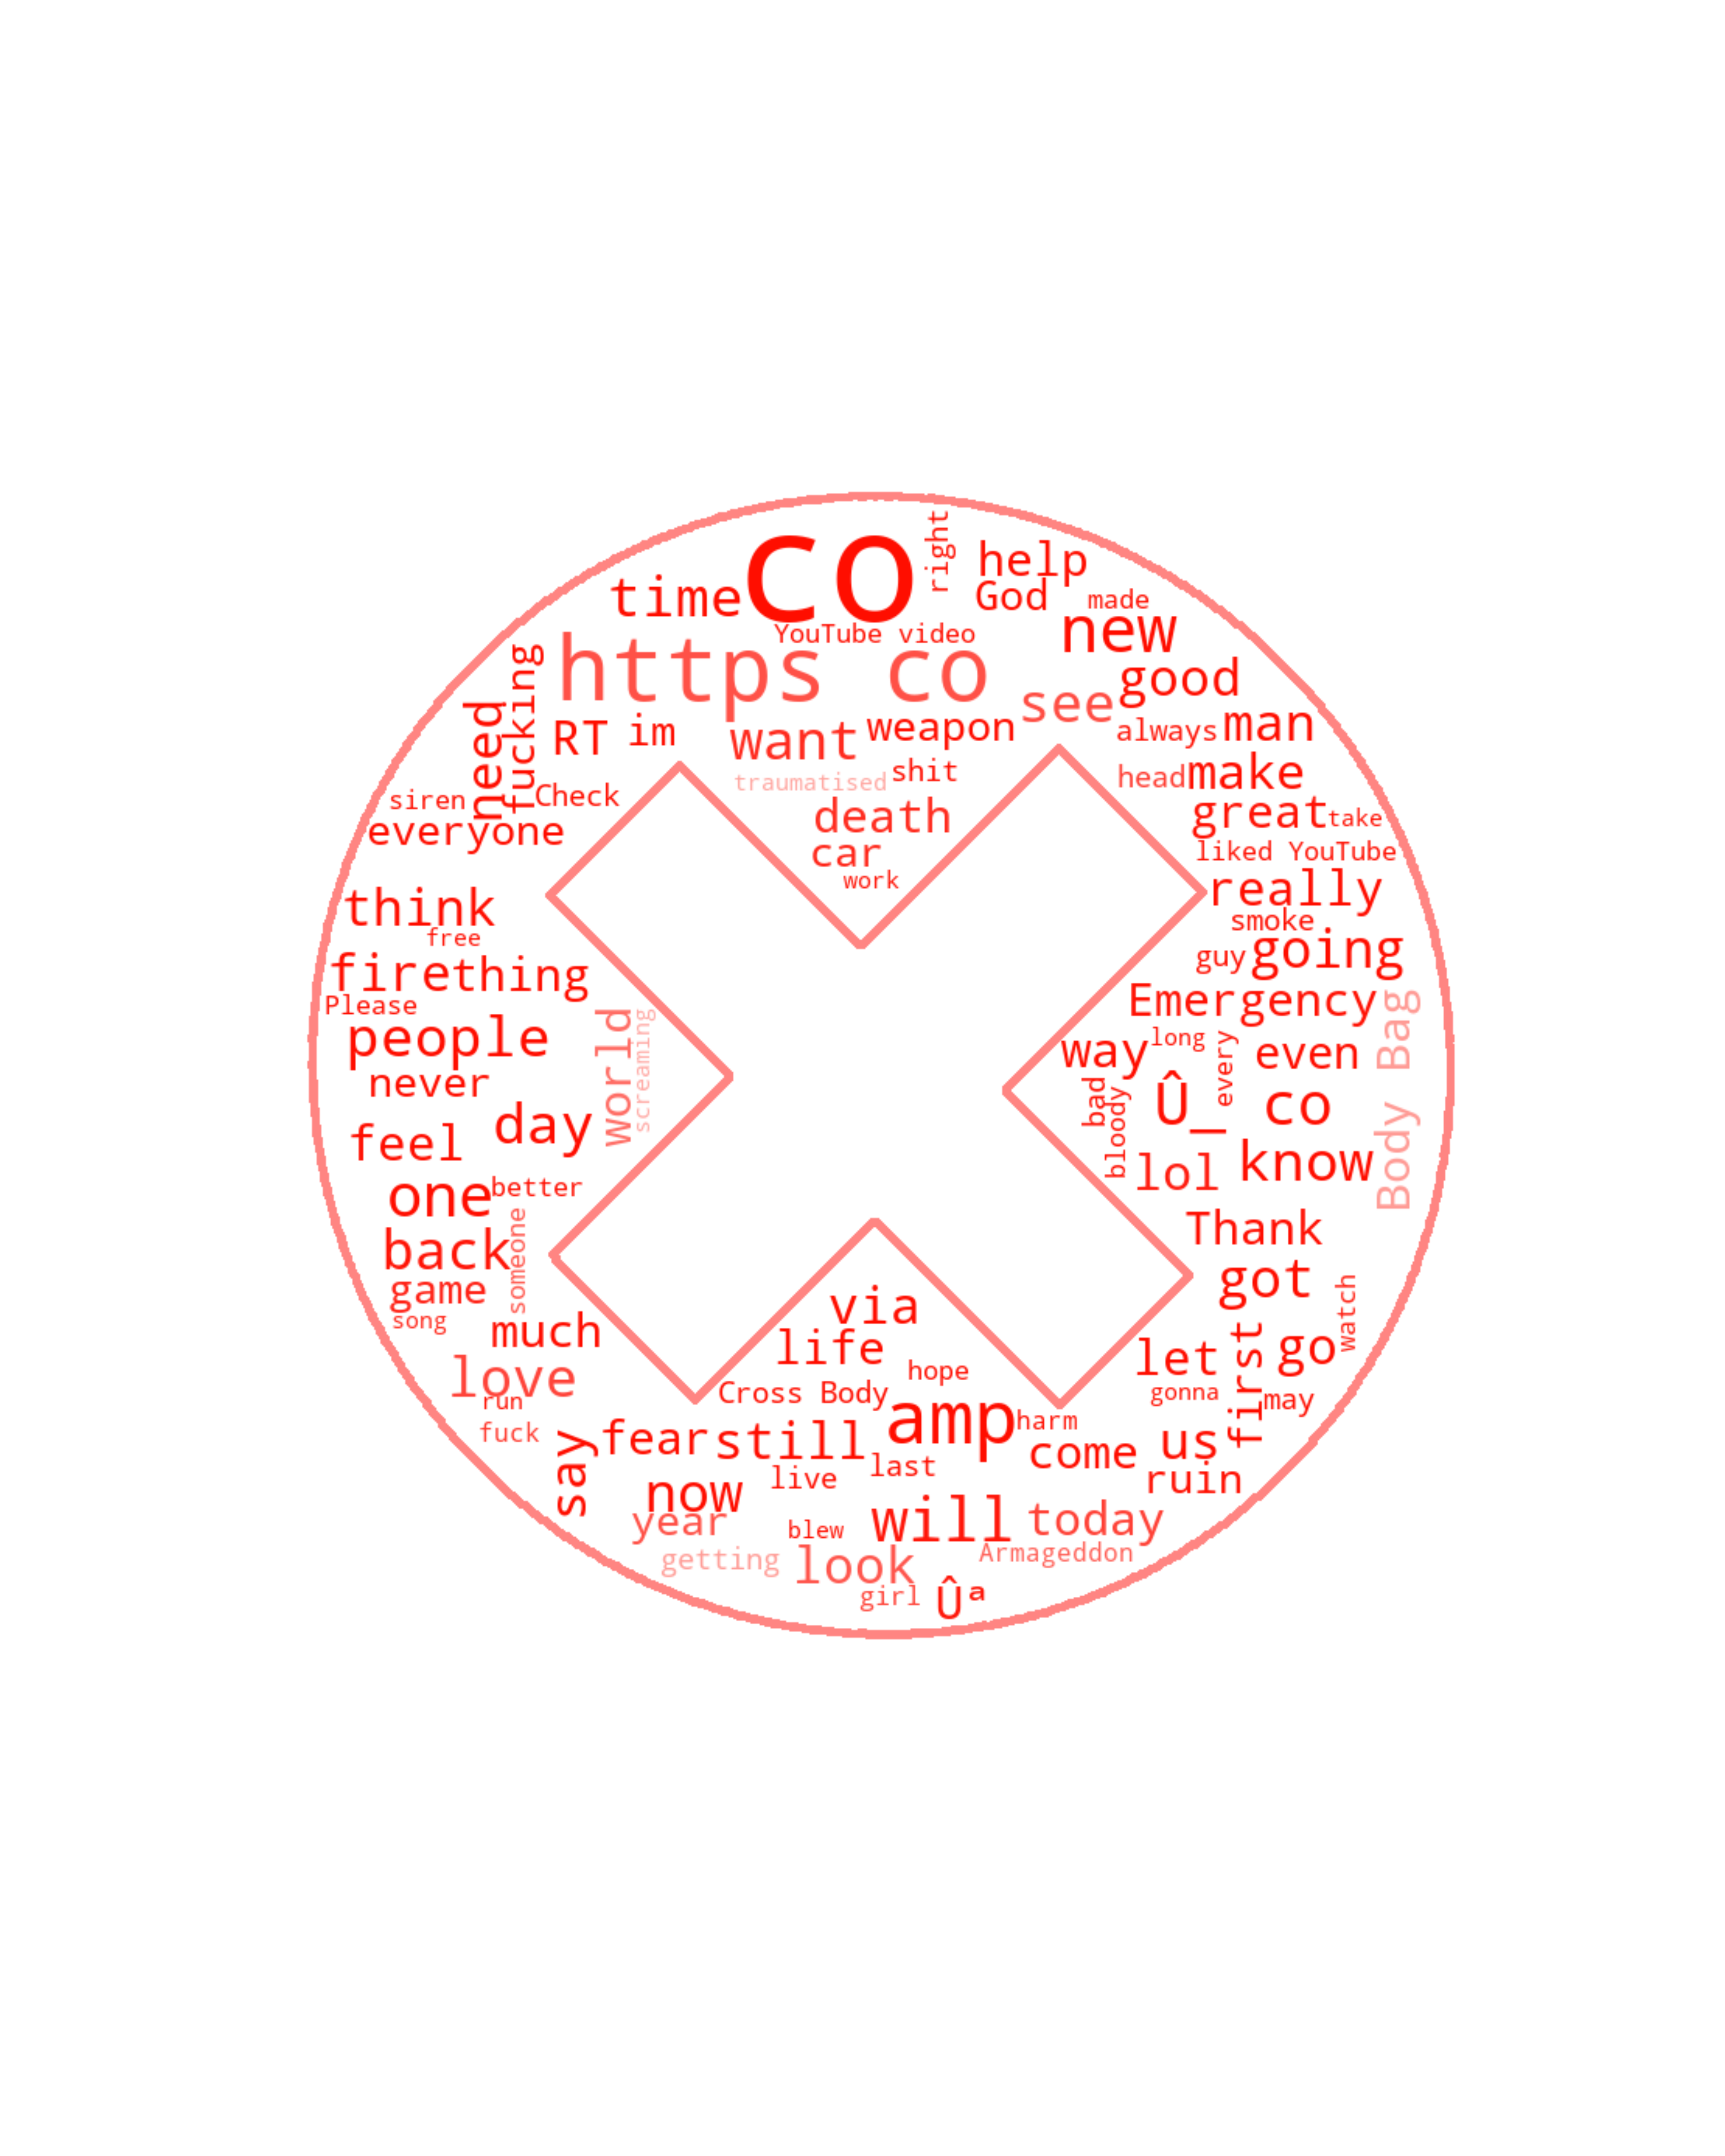 CO
right
help
time
God
made
YouTube video
new
https co
good
fucking
see
need
RT
im
want
weapon
always
man
traumatised
shit
head
make
siren
Check
everyone
death
great
take
car
liked YouTube
work
think
really
free
smoke
fire
thing
guy
going
Please
Emergency
Body Bag
people
world
screaming
way
long
every
even
never
bad
bloody
Û_
co
day
feel
lol
know
one
better
back
someone
Thank
game
got
song
watch
much
via
life
let
first
go
love
hope
run
Cross Body
gonna
may
fuck
amp
harm
say
fear
still
come
us
last
live
ruin
now
year
blew
will
today
getting
look
Armageddon
girl
Ûª